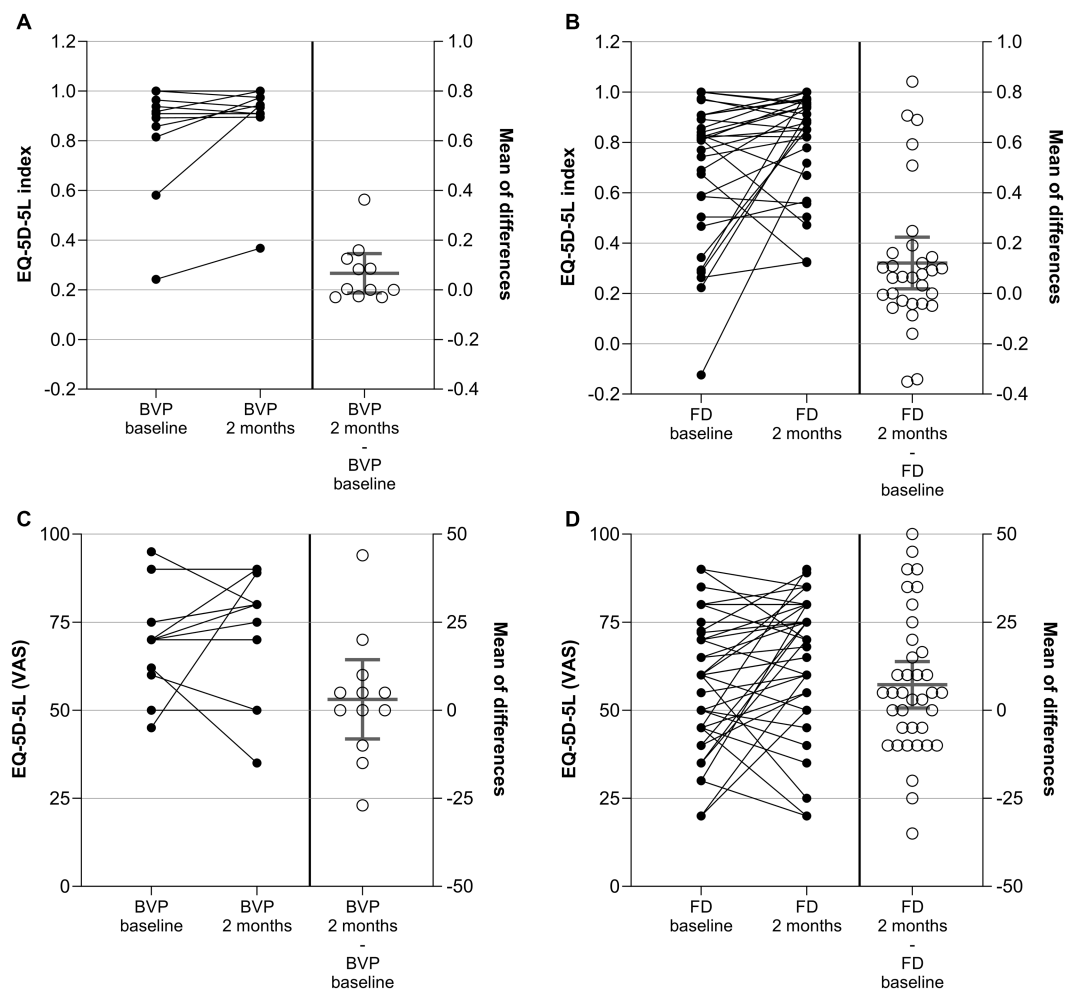 A
EQ-5D-5L index
1.2
1.0
0.8
0.6
0.4
0.2
0.0
-0.2
1.0
0.8
0.6
0.4
0.2
0.0
-0.2
-0.4
Mean of differences
BVP
baseline
BVP
2 months
BVP
2 months
-
BVP
baseline
B
EQ-5D-5L index
1.2
1.0
0.8
0.6
0.4
0.2
0.0
-0.2
1.0
0.8
0.6
0.4
0.2
0.0
-0.2
-0.4
Mean of differences
FD
baseline
FD
2 months
FD
2 months
-
FD
baseline
C
EQ-5D-5L (VAS)
100
75
50
25
0
50
25
0
-25
-50
Mean of differences
BVP
baseline
BVP
2 months
BVP
2 months
-
BVP
baseline
D
EQ-5D-5L (VAS)
100
75
50
25
0
50
25
0
-25
-50
Mean of differences
FD
baseline
FD
2 months
FD
2 months
-
FD
baseline